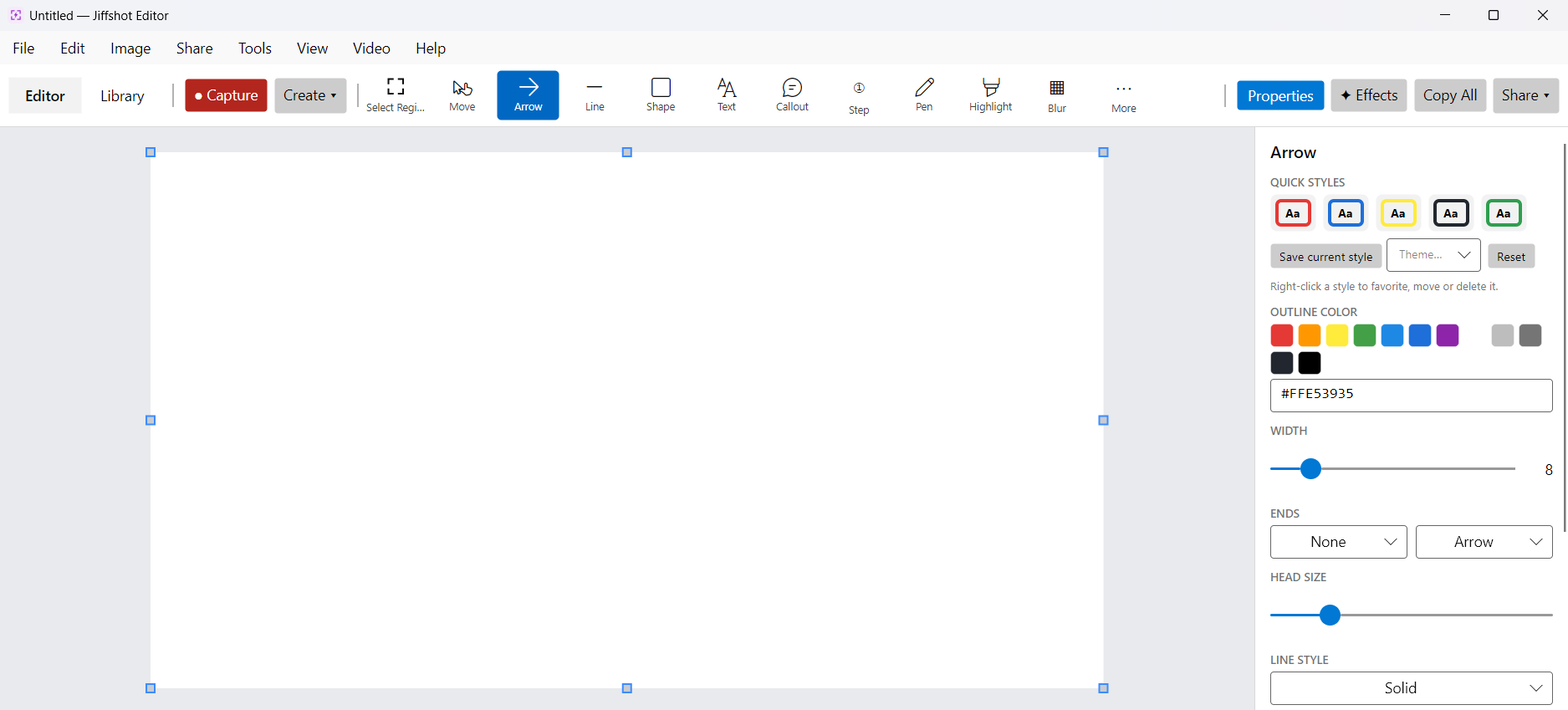 Untitled — Jiffshot Editor
File Edit Image Share Tools View Video Help
Editor Library Capture Create Select Regi... Move Arrow Line Shape Text Callout Step Pen Highlight Blur More Properties Effects Copy All Share
Arrow
QUICK STYLES
Aa Aa Aa Aa Aa
Save current style Theme... Reset
Right-click a style to favorite, move or delete it.
OUTLINE COLOR
#FFE53935
WIDTH
8
ENDS
None Arrow
HEAD SIZE
LINE STYLE
Solid